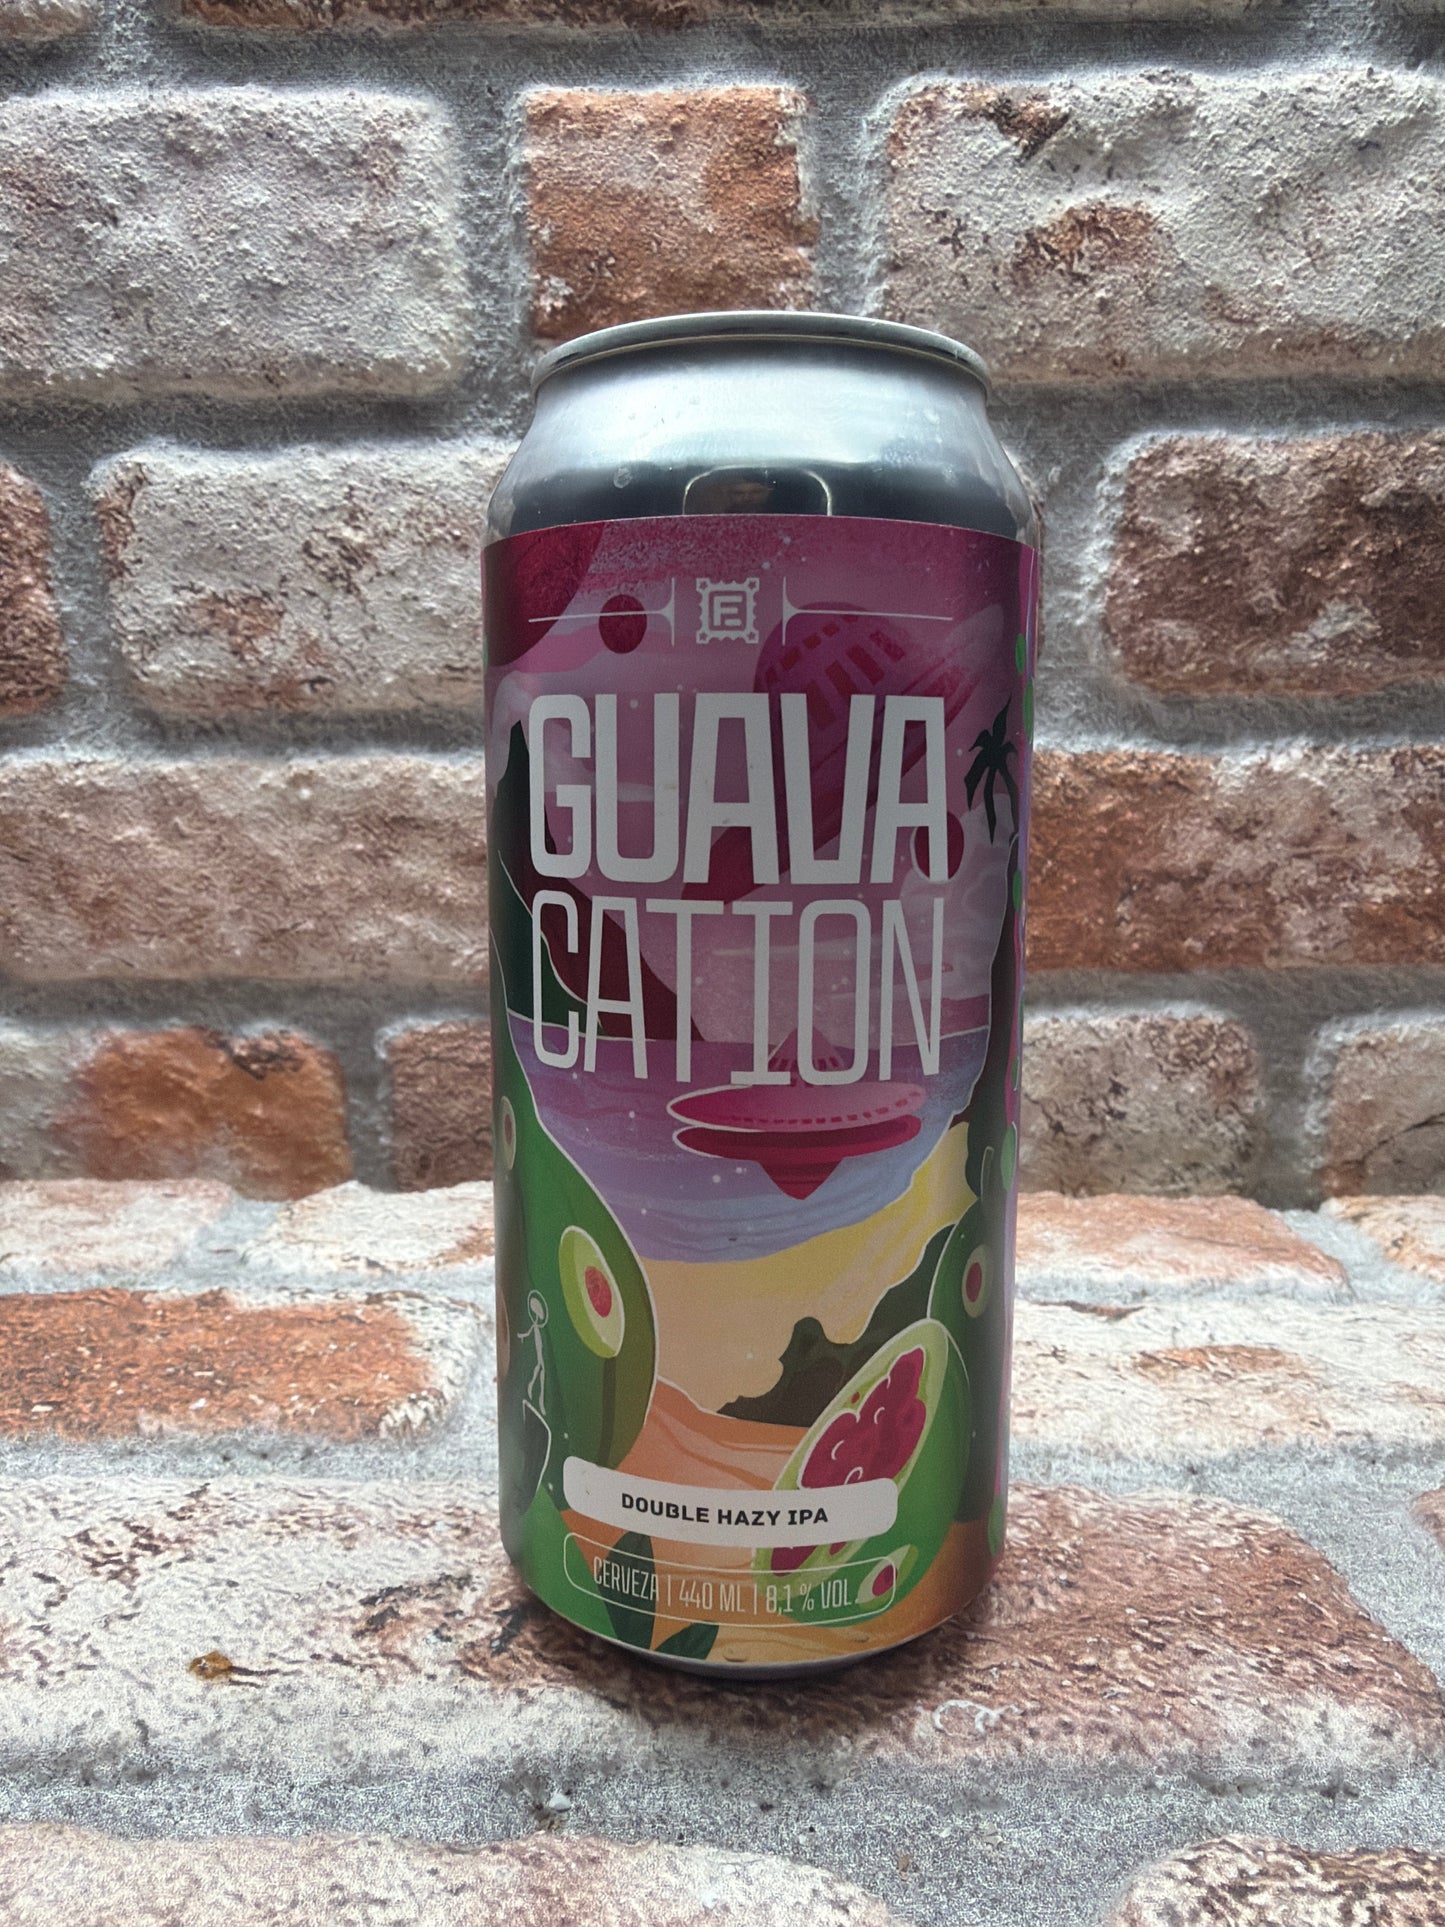 GUAVA
CATION
DOUBLE HAZY IPA
CERVEZA | 440 ML | 8,1 % VOL.